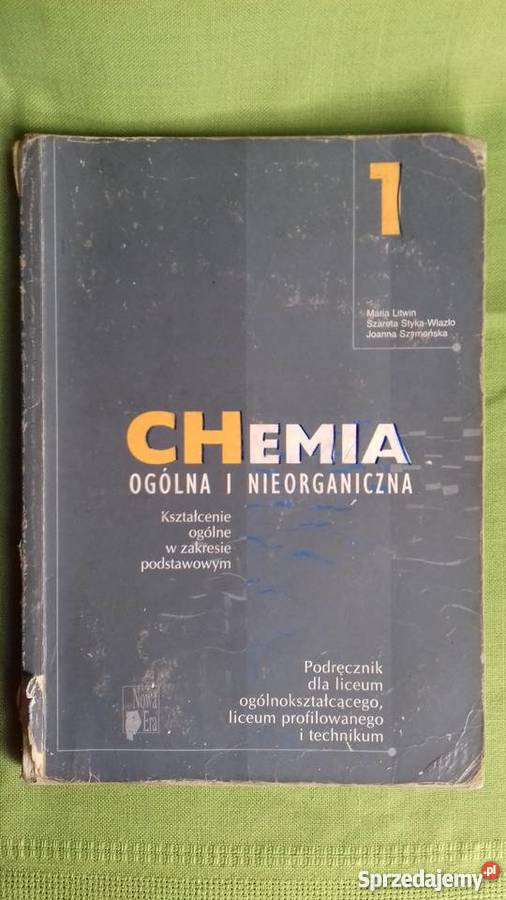 1
Maria Litwin
Szareta Styka-Wlazło
Joanna Szymońska
CHEMIA
OGÓLNA I NIEORGANICZNA
Kształcenie
ogólne
w zakresie
podstawowym
Podręcznik
dla liceum
ogólnokształcącego,
liceum profilowanego
i technikum
Nowa
Era
Sprzedajemy.pl